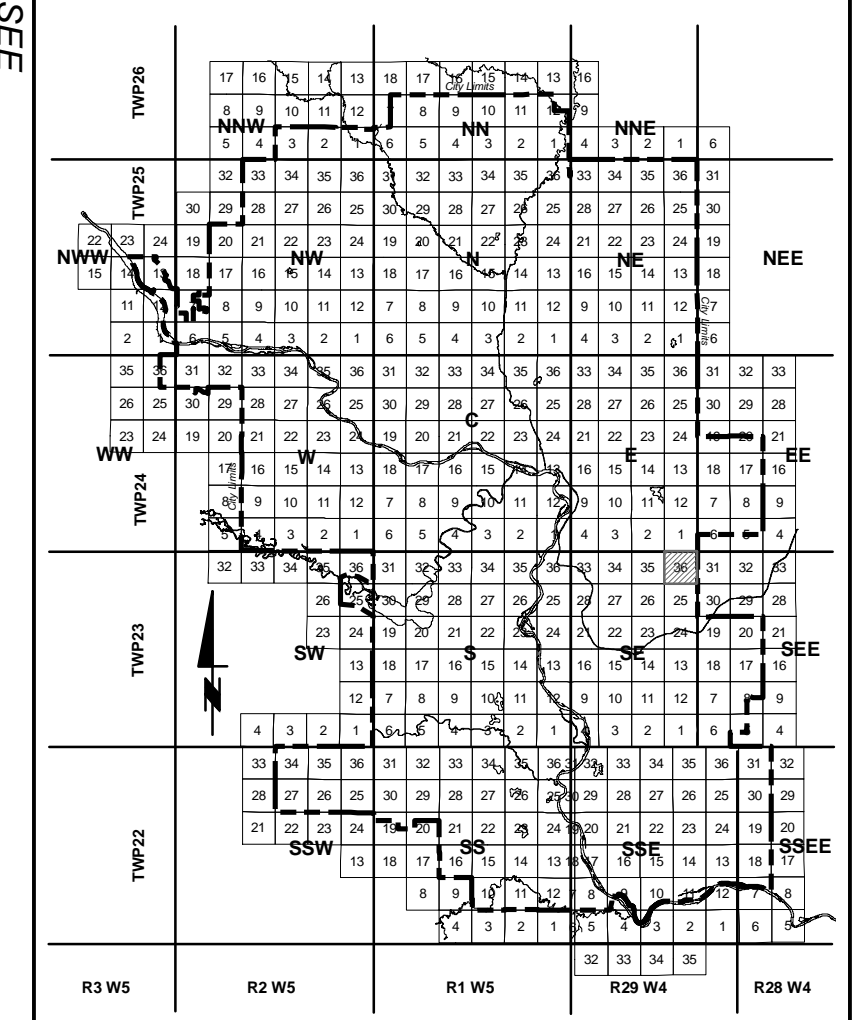 SEE
TWP26
17 16 15 14 13 18 17 16 15 14 13 16
City Limits
8 9 10 11 12 8 9 10 11 12 9
NNW NN NNE
5 4 3 2 1 6 5 4 3 2 1 4 3 2 1 6
TWP25
32 33 34 35 36 31 32 33 34 35 36 33 34 35 36 31
30 29 28 27 26 25 30 29 28 27 26 25 28 27 26 25 30
22 23 24 19 20 21 22 23 24 19 20 21 22 23 24 21 22 23 24 19
NWW NW N NE NEE
15 14 13 18 17 16 15 14 13 18 17 16 15 14 13 16 15 14 13 18
11 8 9 10 11 12 7 8 9 10 11 12 9 10 11 12 7
City Limits
2 6 5 4 3 2 1 6 5 4 3 2 1 4 3 2 1 6
35 36 31 32 33 34 35 36 31 32 33 34 35 36 33 34 35 36 31 32 33
26 25 30 29 28 27 26 25 30 29 28 27 26 25 28 27 26 25 30 29 28
C
23 24 19 20 21 22 23 24 19 20 21 22 23 24 21 22 23 24 19 20 21
WW W E EE
17 16 15 14 13 18 17 16 15 14 13 16 15 14 13 18 17 16
TWP24
City Limits
8 9 10 11 12 7 8 9 10 11 12 9 10 11 12 7 8 9
5 4 3 2 1 6 5 4 3 2 1 4 3 2 1 6 5 4
32 33 34 35 36 31 32 33 34 35 36 33 34 35 36 31 32 33
26 25 30 29 28 27 26 25 28 27 26 25 30 29 28
TWP23
23 24 19 20 21 22 23 24 21 22 23 24 19 20 21
SW S SE SEE
13 18 17 16 15 14 13 16 15 14 13 18 17 16
12 7 8 9 10 11 12 9 10 11 12 7 8 9
4 3 2 1 6 5 4 3 2 1 4 3 2 1 6 4
33 34 35 36 31 32 33 34 35 36 31 32 33 34 35 36 31 32
28 27 26 25 30 29 28 27 26 25 30 29 28 27 26 25 30 29
21 22 23 24 19 20 21 22 23 24 19 20 21 22 23 24 19 20
SSW SS SSE SSEE
TWP22
13 18 17 16 15 14 13 18 17 16 15 14 13 18 17
8 9 10 11 12 7 8 9 10 11 12 7 8
4 3 2 1 6 5 4 3 2 1 6 5
32 33 34 35
R3 W5 R2 W5 R1 W5 R29 W4 R28 W4
N